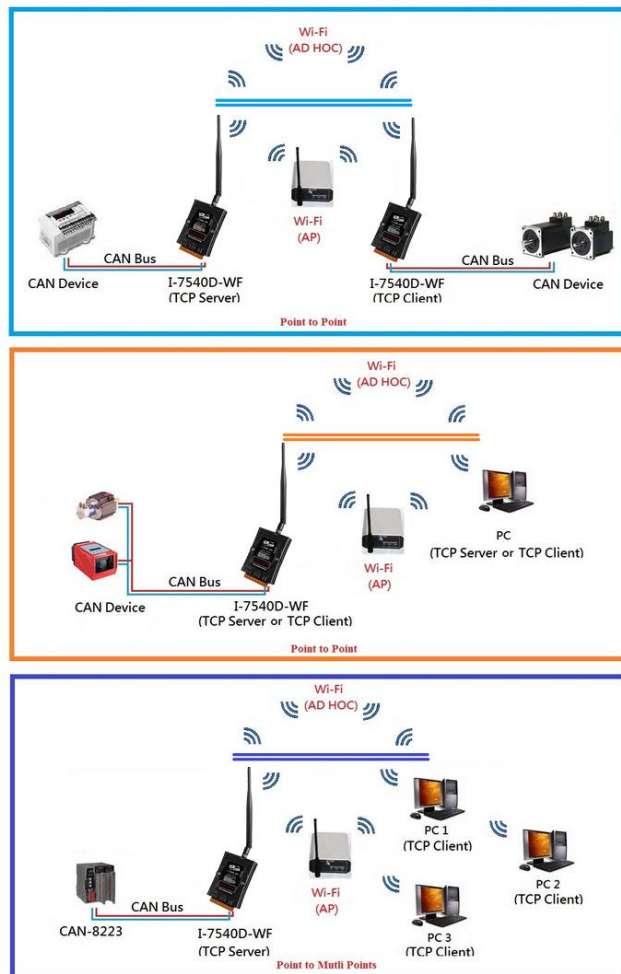 Wi-Fi
(AD HOC)
Wi-Fi
(AP)
CAN Bus
CAN Device
I-7540D-WF
(TCP Server)
I-7540D-WF
(TCP Client)
CAN Bus
CAN Device
Point to Point
Wi-Fi
(AD HOC)
Wi-Fi
(AP)
PC
(TCP Server or TCP Client)
CAN Bus
CAN Device
I-7540D-WF
(TCP Server or TCP Client)
Point to Point
Wi-Fi
(AD HOC)
PC 1
(TCP Client)
Wi-Fi
(AP)
PC 2
(TCP Client)
CAN Bus
CAN-8223
I-7540D-WF
(TCP Server)
PC 3
(TCP Client)
Point to Mutli Points